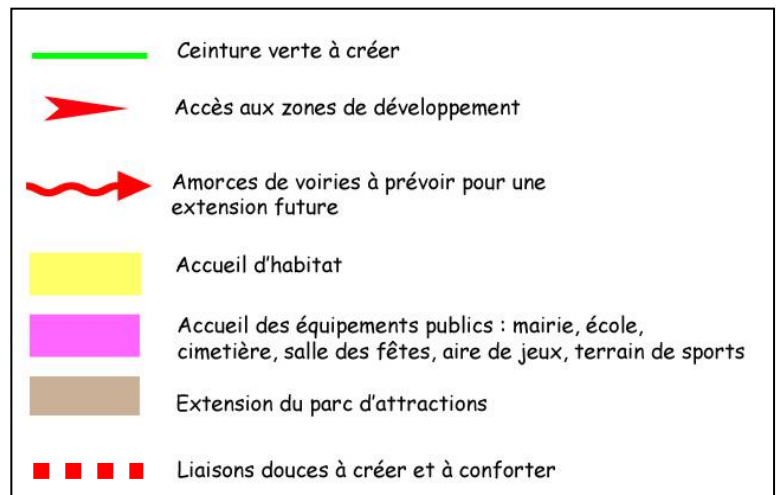 Ceinture verte à créer
Accès aux zones de développement
Amorces de voiries à prévoir pour une
extension future
Accueil d'habitat
Accueil des équipements publics : mairie, école,
cimetière, salle des fêtes, aire de jeux, terrain de sports
Extension du parc d'attractions
Liaisons douces à créer et à conforter